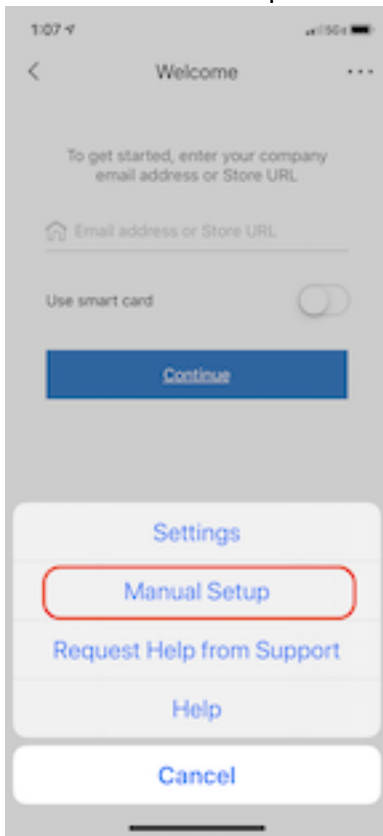 1:07
Welcome
To get started, enter your company
email address or Store URL
Email address or Store URL
Use smart card
Continue
Settings
Manual Setup
Request Help from Support
Help
Cancel